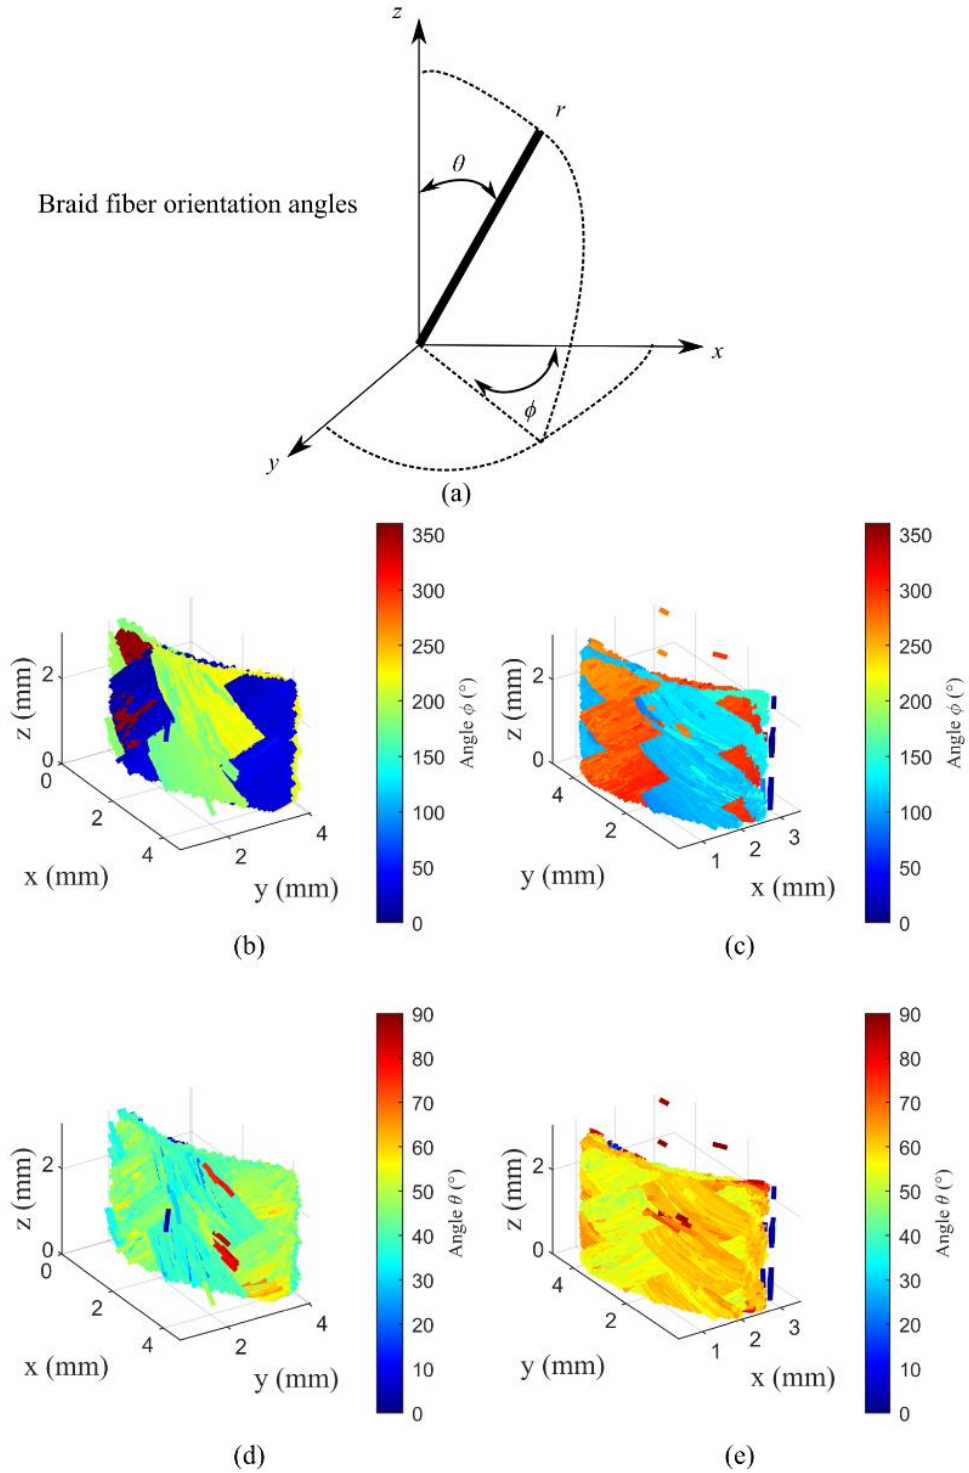 z
r
θ
Braid fiber orientation angles
x
ϕ
y
(a)
350
300
250
200
150
100
50
0
Angle ϕ (°)
z (mm)
2
0
0
2
4
x (mm)
2
4
y (mm)
(b)
350
300
250
200
150
100
50
0
Angle ϕ (°)
z (mm)
2
0
4
2
y (mm)
1
2
3
x (mm)
(c)
90
80
70
60
50
40
30
20
10
0
Angle θ (°)
z (mm)
2
0
0
2
4
x (mm)
2
4
y (mm)
(d)
90
80
70
60
50
40
30
20
10
0
Angle θ (°)
z (mm)
2
0
4
2
y (mm)
1
2
3
x (mm)
(e)